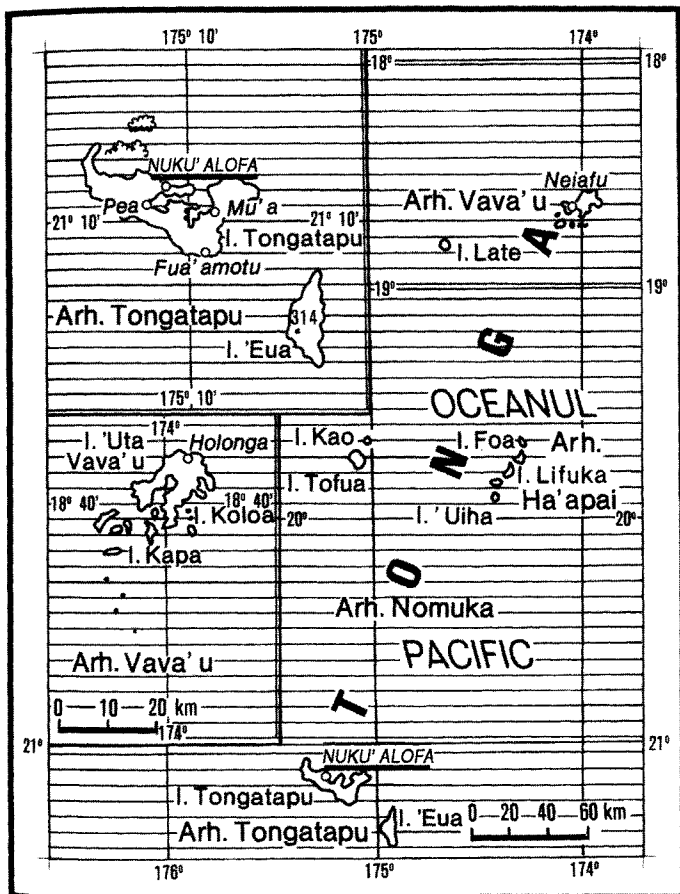 175° 10'
175°
174°
18°
18°
NUKU' ALOFA
Pea
Mū'a
21° 10'
21° 10'
I. Tongatapu
Fua' amotu
Arh. Tongatapu
314
I. 'Eua
175° 10'
Neiafu
Arh. Vava' u
I. Late
19°
19°
TONGA
OCEANUL
PACIFIC
174°
I. 'Uta
Vava' u
Holonga
18° 40'
18° 40'
I. Koloa
I. Kapa
Arh. Vava' u
0 10 20 km
174°
I. Kao
I. Tofua
I. Foa
Arh.
I. Lifuka
Ha'apai
I. ' Uiha
20°
20°
Arh. Nomuka
21°
21°
NUKU' ALOFA
I. Tongatapu
Arh. Tongatapu
I. 'Eua
0 20 40 60 km
176°
175°
174°